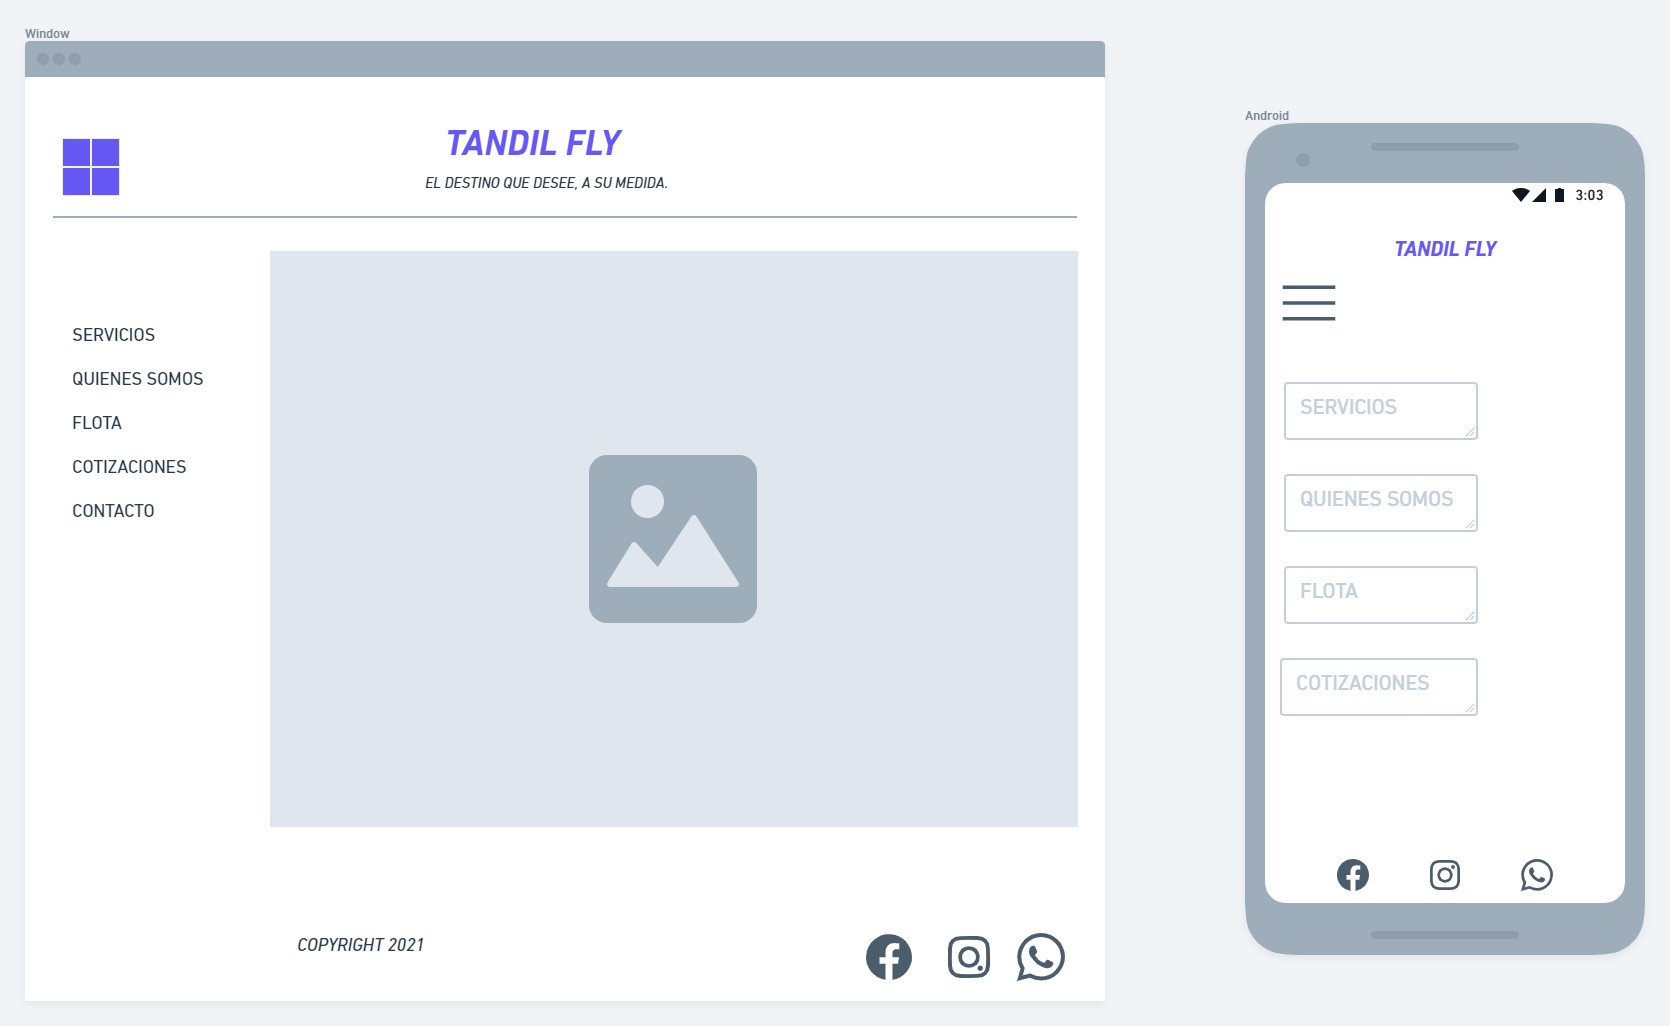 Window
TANDIL FLY
EL DESTINO QUE DESEE, A SU MEDIDA.
SERVICIOS
QUIENES SOMOS
FLOTA
COTIZACIONES
CONTACTO
COPYRIGHT 2021
Android
3:03
TANDIL FLY
SERVICIOS
QUIENES SOMOS
FLOTA
COTIZACIONES